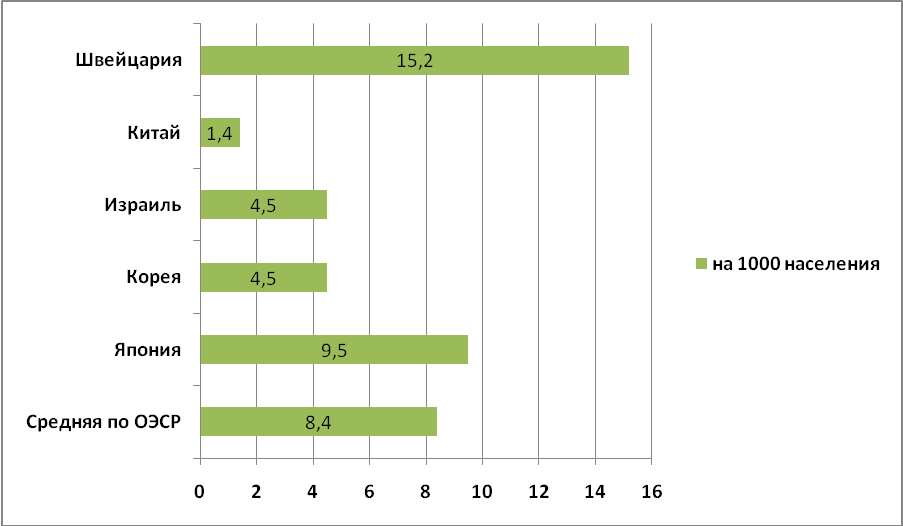 Швейцария
15,2
Китай
1,4
Израиль
4,5
Корея
4,5
на 1000 населения
Япония
9,5
Средняя по ОЭСР
8,4
0 2 4 6 8 10 12 14 16